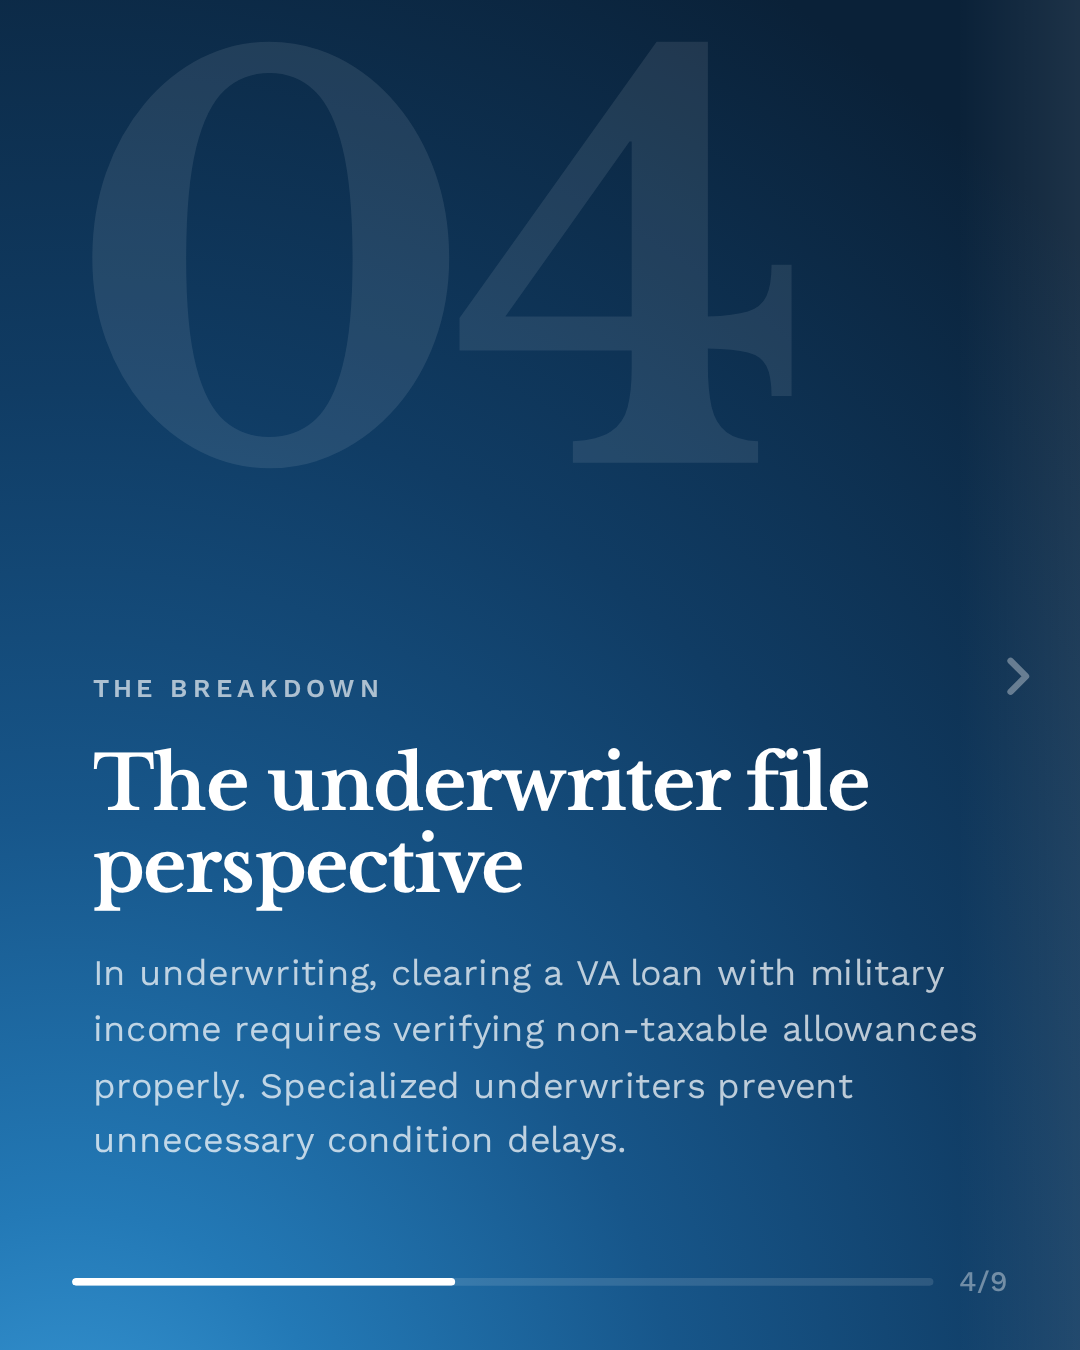 04
THE BREAKDOWN
The underwriter file
perspective
In underwriting, clearing a VA loan with military
income requires verifying non-taxable allowances
properly. Specialized underwriters prevent
unnecessary condition delays.
4/9